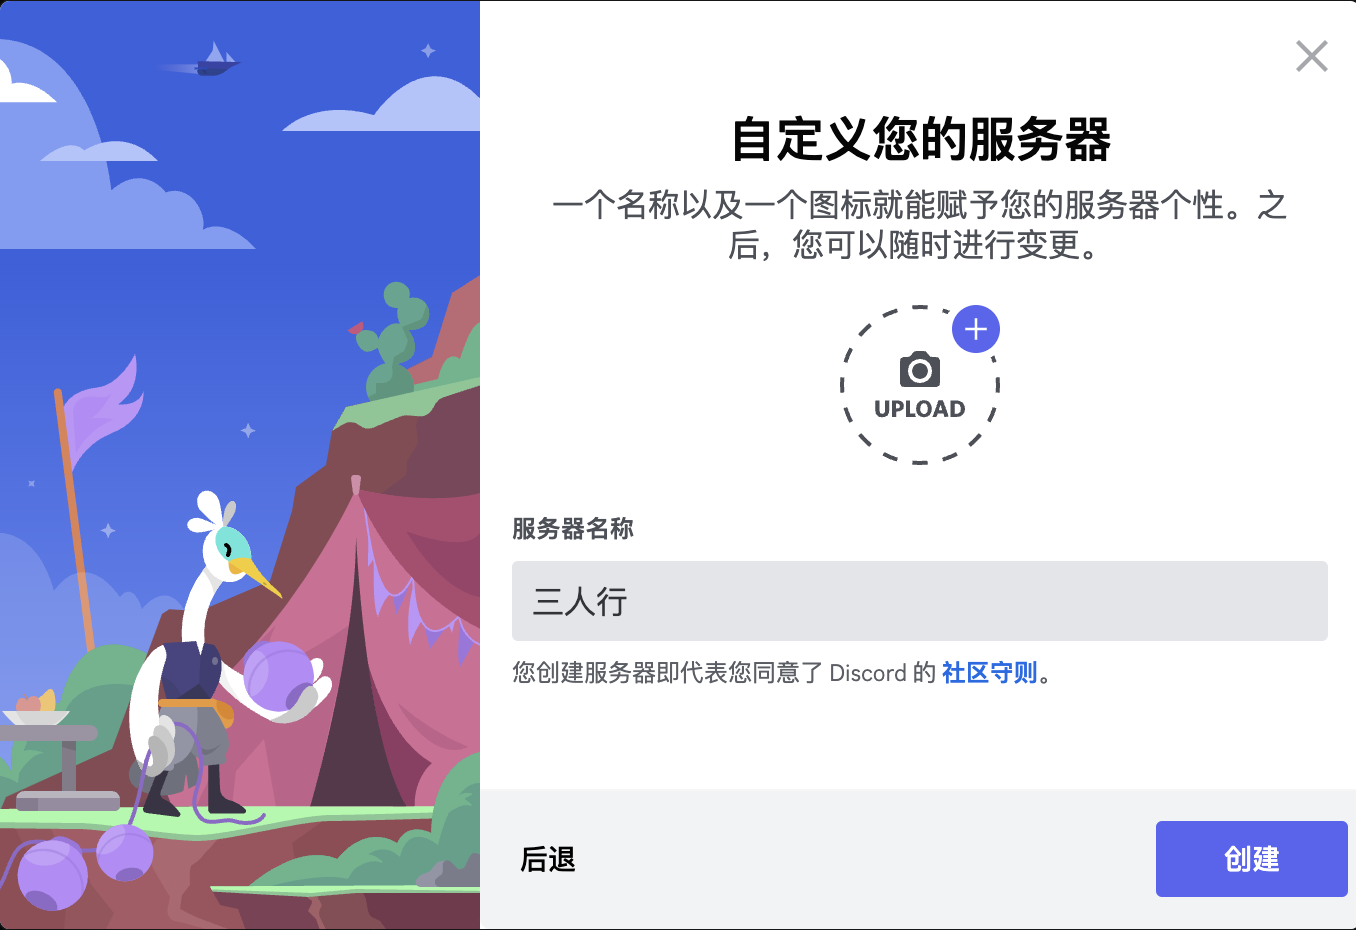 自定义您的服务器
一个名称以及一个图标就能赋予您的服务器个性。之
后，您可以随时进行变更。
UPLOAD
服务器名称
三人行
您创建服务器即代表您同意了 Discord 的 社区守则。
后退
创建